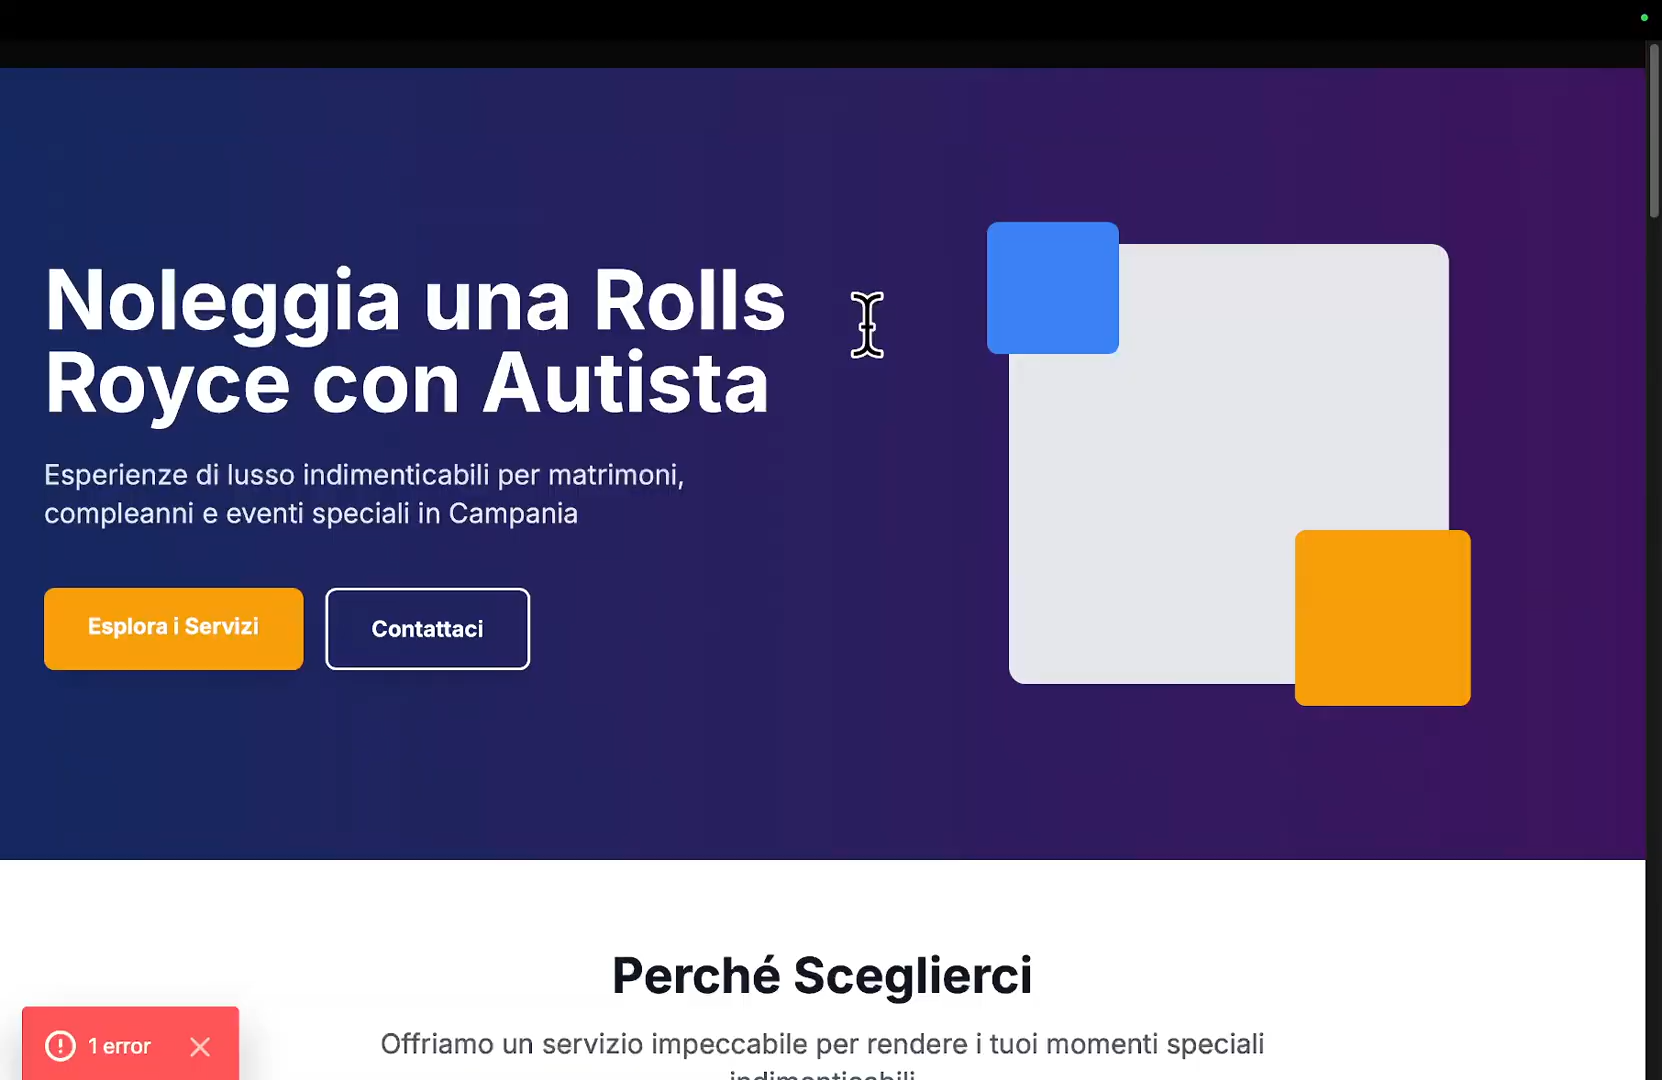 Noleggia una Rolls
Royce con Autista
Esperienze di lusso indimenticabili per matrimoni,
compleanni e eventi speciali in Campania
Esplora i Servizi
Contattaci
Perché Sceglierci
Offriamo un servizio impeccabile per rendere i tuoi momenti speciali
indimenticabili
1 error